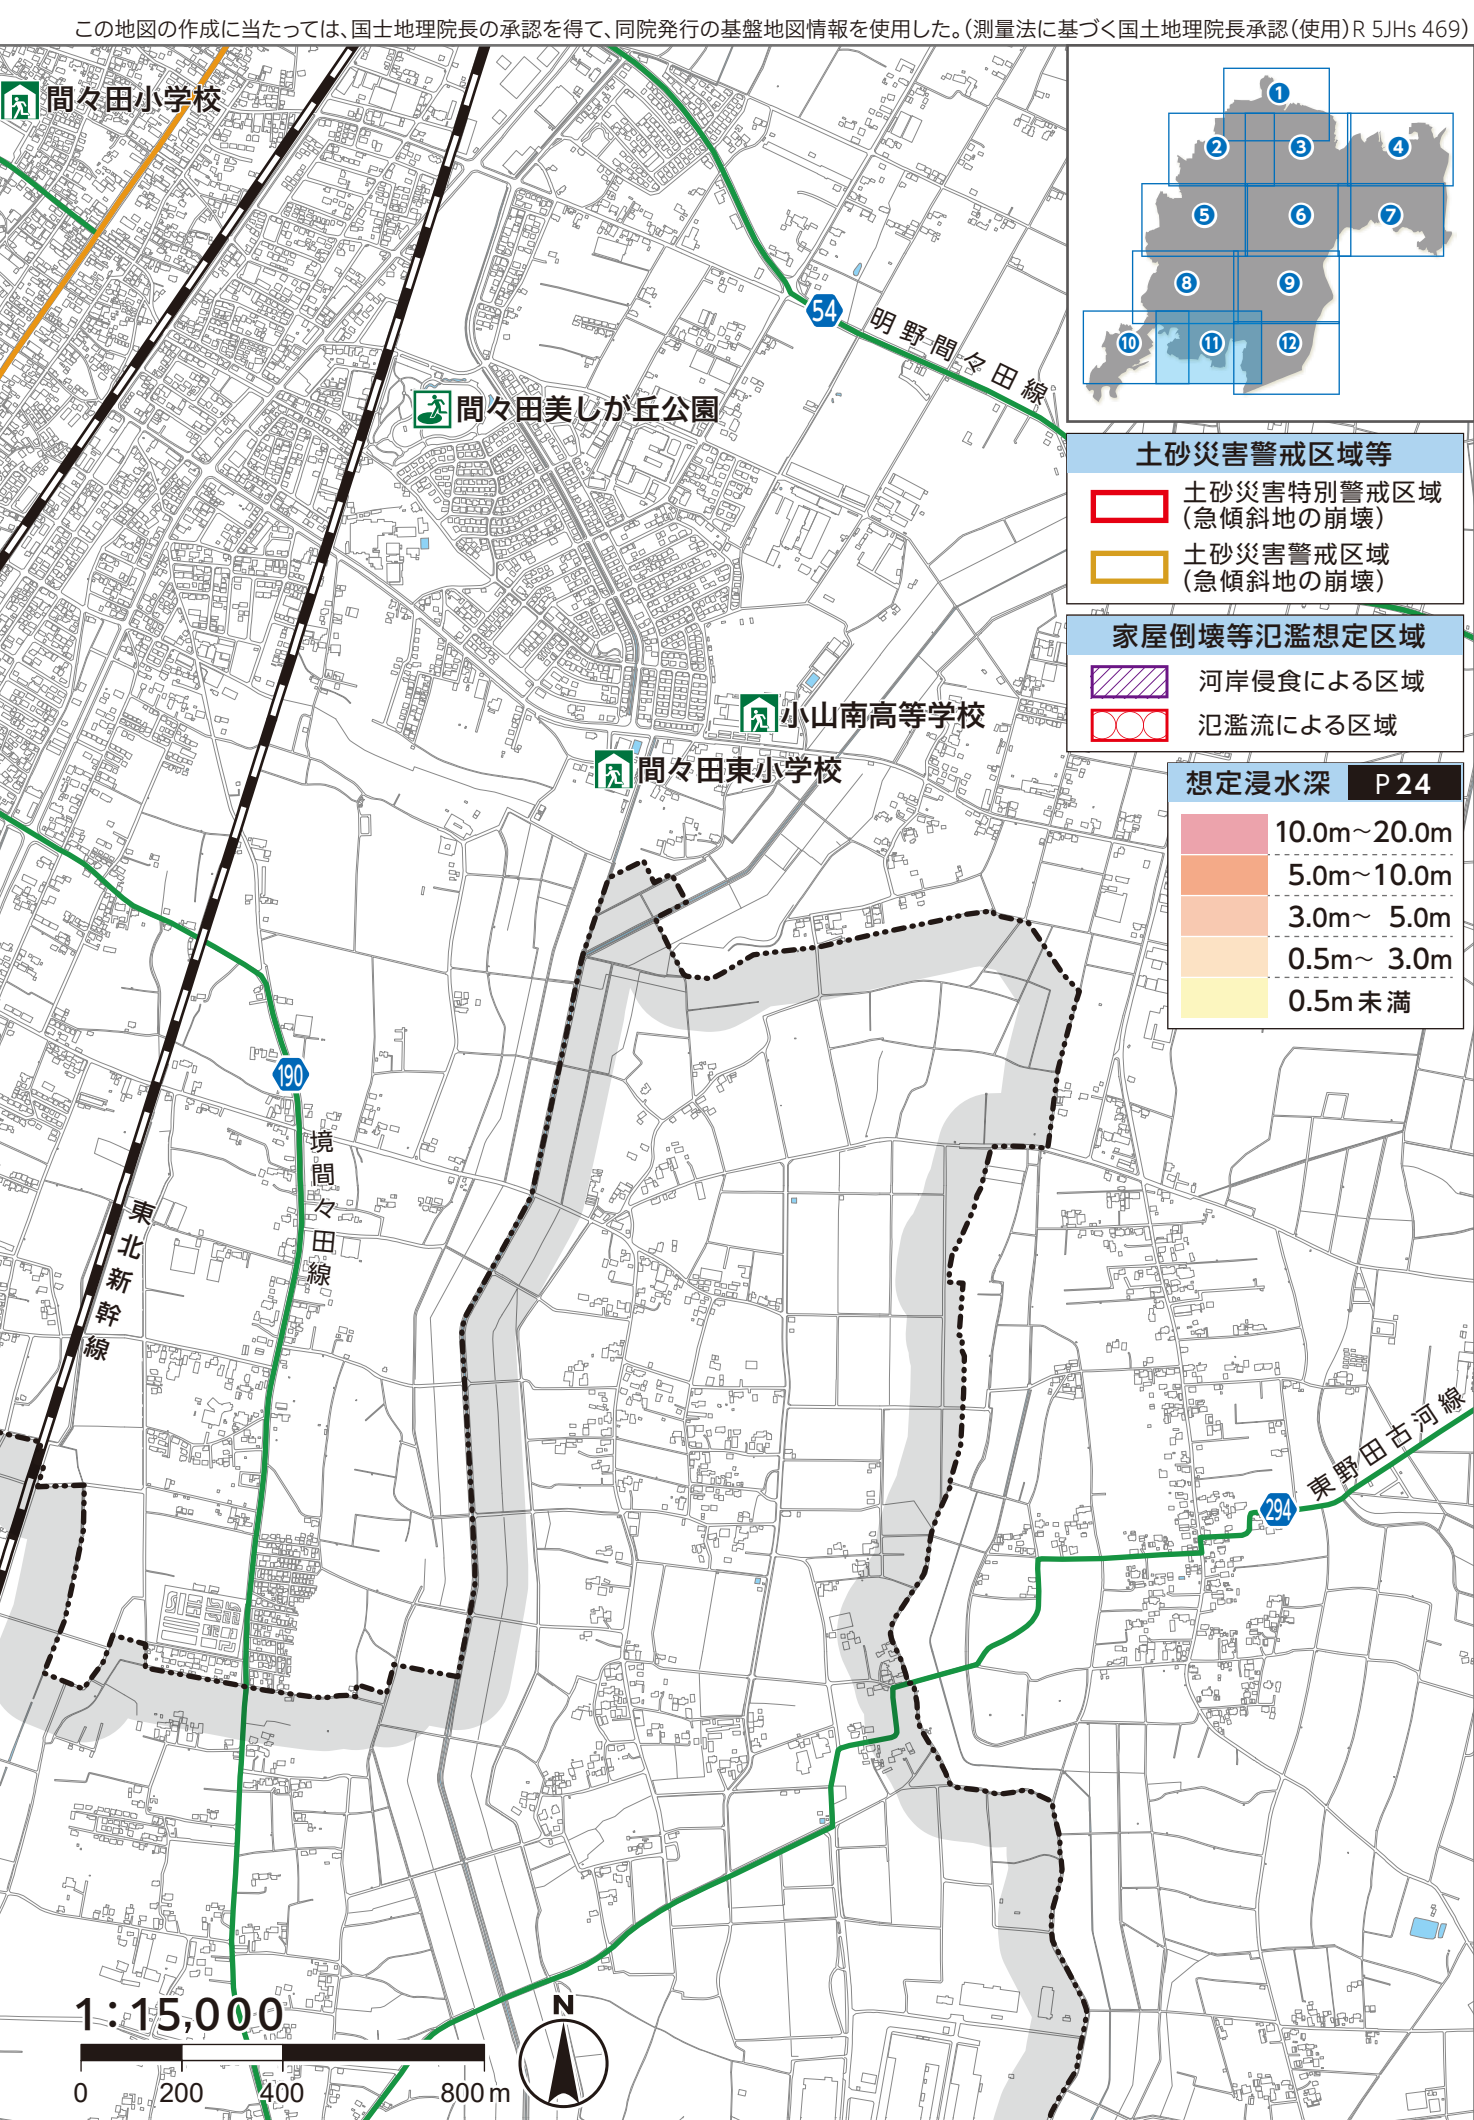 この地図の作成に当たっては、国土地理院長の承認を得て、同院発行の基盤地図情報を使用した。(測量法に基づく国土地理院長承認(使用)R 5JHs 469)
間々田小学校
1
2
3
4
5
6
7
8
9
10
11
12
54
明野間々田線
間々田美しが丘公園
土砂災害警戒区域等
土砂災害特別警戒区域
(急傾斜地の崩壊)
土砂災害警戒区域
(急傾斜地の崩壊)
家屋倒壊等氾濫想定区域
河岸侵食による区域
氾濫流による区域
小山南高等学校
間々田東小学校
想定浸水深 P24
10.0m～20.0m
5.0m～10.0m
3.0m～ 5.0m
0.5m～ 3.0m
0.5m未満
190
境間々田線
東北新幹線
東野田古河線
294
1：15,000
N
0 200 400 800m